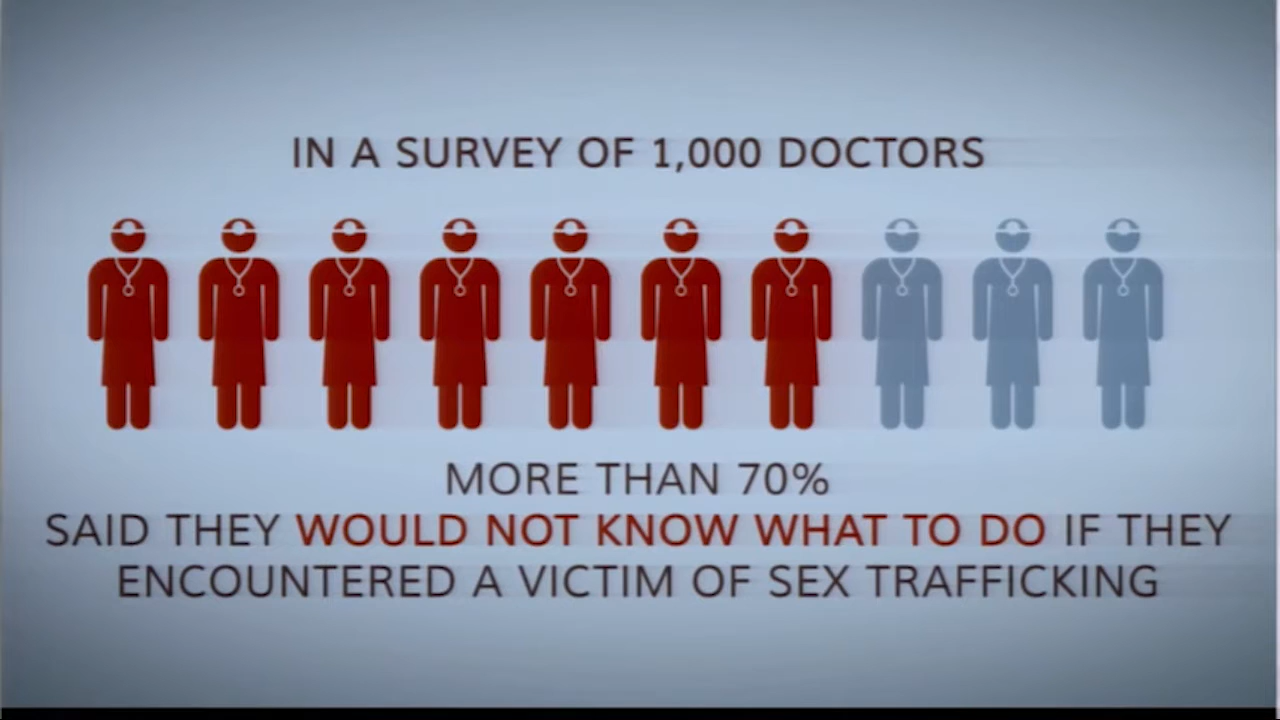 IN A SURVEY OF 1,000 DOCTORS
MORE THAN 70%
SAID THEY WOULD NOT KNOW WHAT TO DO IF THEY
ENCOUNTERED A VICTIM OF SEX TRAFFICKING